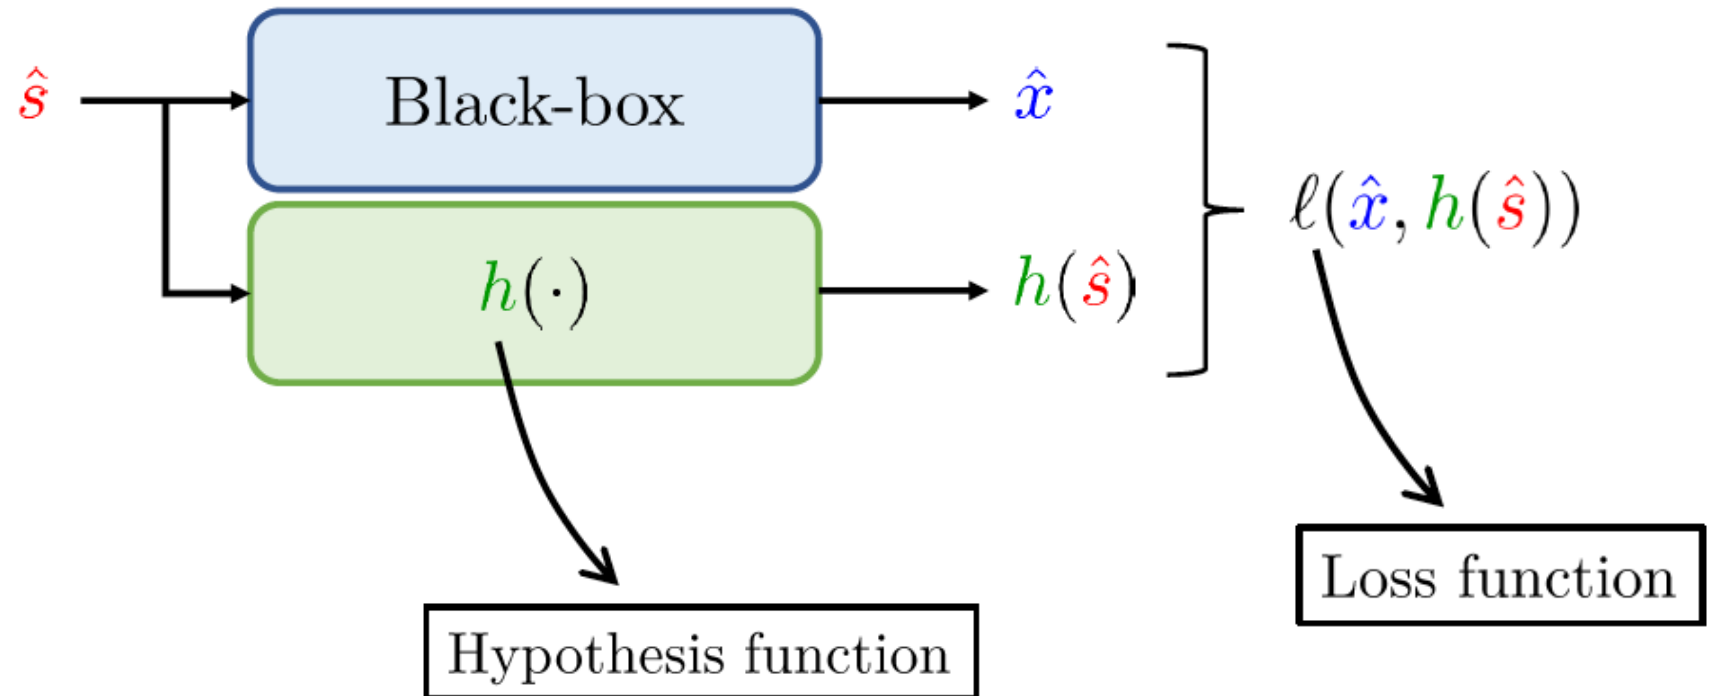 ŝ
Black-box
x̂
h(·)
h(ŝ)
ℓ(x̂, h(ŝ))
Hypothesis function
Loss function